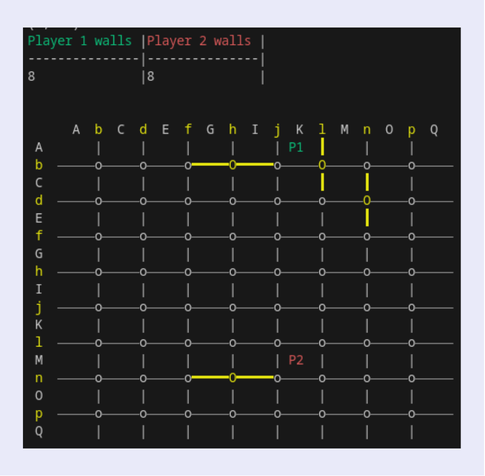 Player 1 walls |Player 2 walls |
---------------|---------------|
8 |8 |
A b C d E f G h I j K l M n O p Q
A | | | | | P1 | | |
b ──o──o──o──O──o──O──o──o──
C | | | | | | | |
d ──o──o──o──o──o──o──O──o──
E | | | | | | | |
f ──o──o──o──o──o──o──o──o──
G | | | | | | | |
h ──o──o──o──o──o──o──o──o──
I | | | | | | | |
j ──o──o──o──o──o──o──o──o──
K | | | | | | | |
l ──o──o──o──o──o──o──o──o──
M | | | | | P2 | | |
n ──o──o──o──O──o──o──o──o──
O | | | | | | | |
p ──o──o──o──o──o──o──o──o──
Q | | | | | | | |